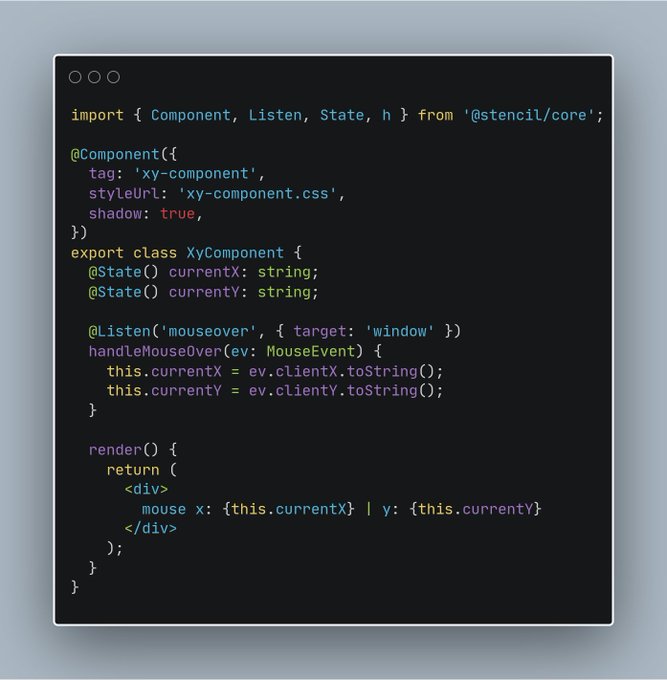 import { Component, Listen, State, h } from '@stencil/core';
@Component({
  tag: 'xy-component',
  styleUrl: 'xy-component.css',
  shadow: true,
})
export class XyComponent {
  @State() currentX: string;
  @State() currentY: string;
  @Listen('mouseover', { target: 'window' })
  handleMouseOver(ev: MouseEvent) {
    this.currentX = ev.clientX.toString();
    this.currentY = ev.clientY.toString();
  }
  render() {
    return (
      <div>
        mouse x: {this.currentX} | y: {this.currentY}
      </div>
    );
  }
}